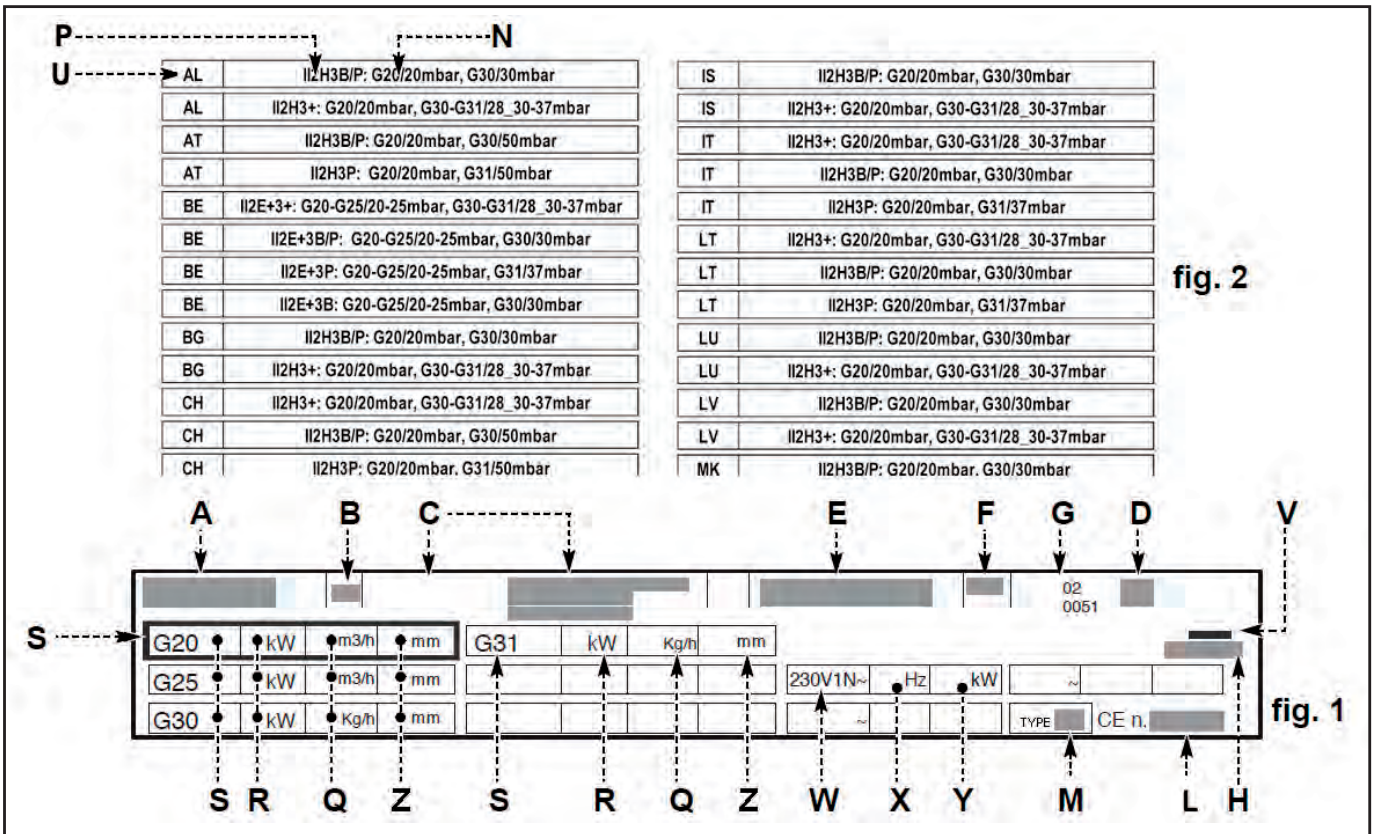 P N
U AL II2H3B/P: G20/20mbar, G30/30mbar IS II2H3B/P: G20/20mbar, G30/30mbar
AL II2H3+: G20/20mbar, G30-G31/28_30-37mbar IS II2H3+: G20/20mbar, G30-G31/28_30-37mbar
AT II2H3B/P: G20/20mbar, G30/50mbar IT II2H3+: G20/20mbar, G30-G31/28_30-37mbar
AT II2H3P: G20/20mbar, G31/50mbar IT II2H3B/P: G20/20mbar, G30/30mbar
BE II2E+3+: G20-G25/20-25mbar, G30-G31/28_30-37mbar IT II2H3P: G20/20mbar, G31/37mbar
BE II2E+3B/P: G20-G25/20-25mbar, G30/30mbar LT II2H3+: G20/20mbar, G30-G31/28_30-37mbar
BE II2E+3P: G20-G25/20-25mbar, G31/37mbar LT II2H3B/P: G20/20mbar, G30/30mbar
fig. 2
BE II2E+3B: G20-G25/20-25mbar, G30/30mbar LT II2H3P: G20/20mbar, G31/37mbar
BG II2H3B/P: G20/20mbar, G30/30mbar LU II2H3B/P: G20/20mbar, G30/30mbar
BG II2H3+: G20/20mbar, G30-G31/28_30-37mbar LU II2H3+: G20/20mbar, G30-G31/28_30-37mbar
CH II2H3+: G20/20mbar, G30-G31/28_30-37mbar LV II2H3B/P: G20/20mbar, G30/30mbar
CH II2H3B/P: G20/20mbar, G30/50mbar LV II2H3+: G20/20mbar, G30-G31/28_30-37mbar
CH II2H3P: G20/20mbar. G31/50mbar MK II2H3B/P: G20/20mbar. G30/30mbar
A B C E F G D V
02
0051
S G20 kW m3/h mm G31 kW Kg/h mm
G25 kW m3/h mm 230V1N~ Hz kW ~
G30 kW Kg/h mm ~ TYPE CE n. fig. 1
S R Q Z S R Q Z W X Y M L H